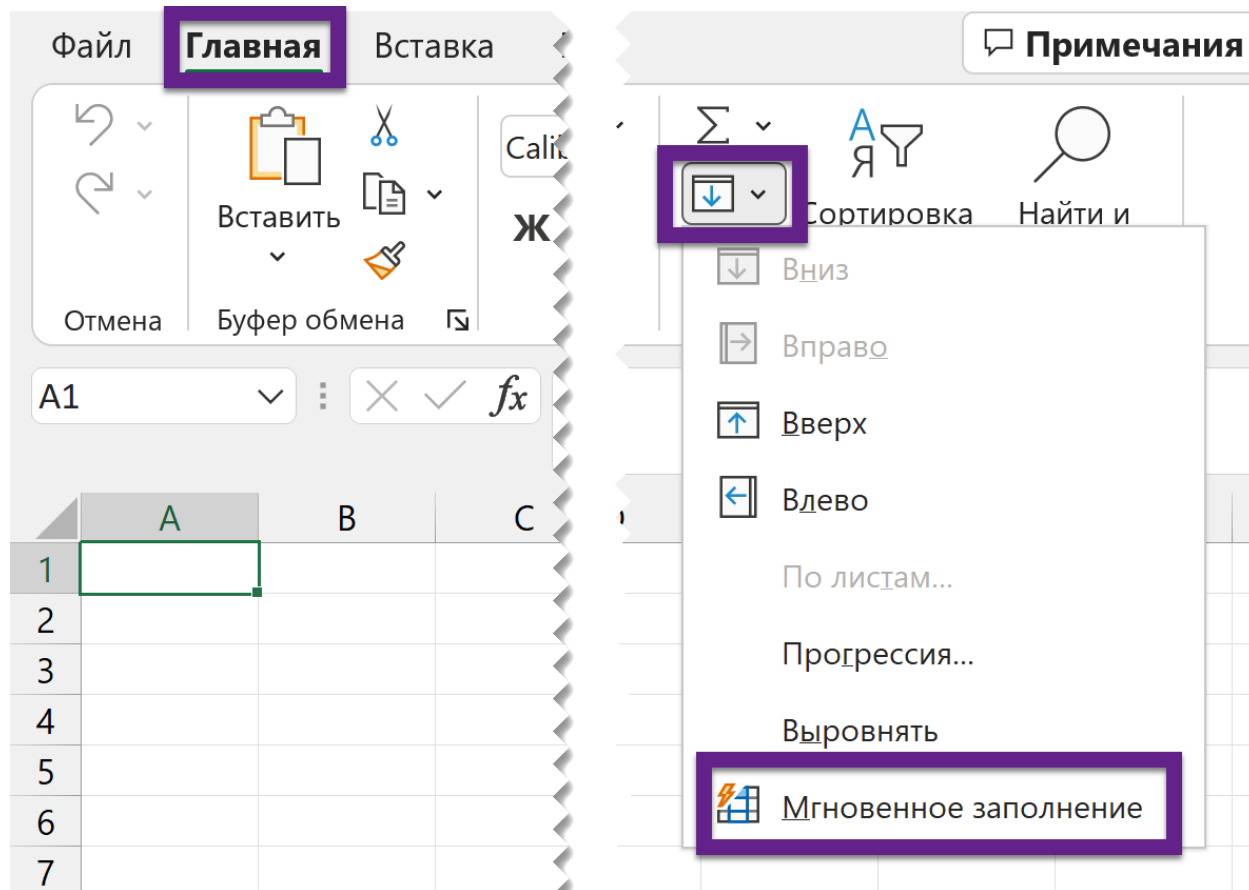 Файл Главная Вставка
Примечания
Вставить
Calib
Ж
Сортировка
Найти и
Отмена
Буфер обмена
A1
fx
A B C
1
2
3
4
5
6
7
Вниз
Вправо
Вверх
Влево
По листам...
Прогрессия...
Выровнять
Мгновенное заполнение